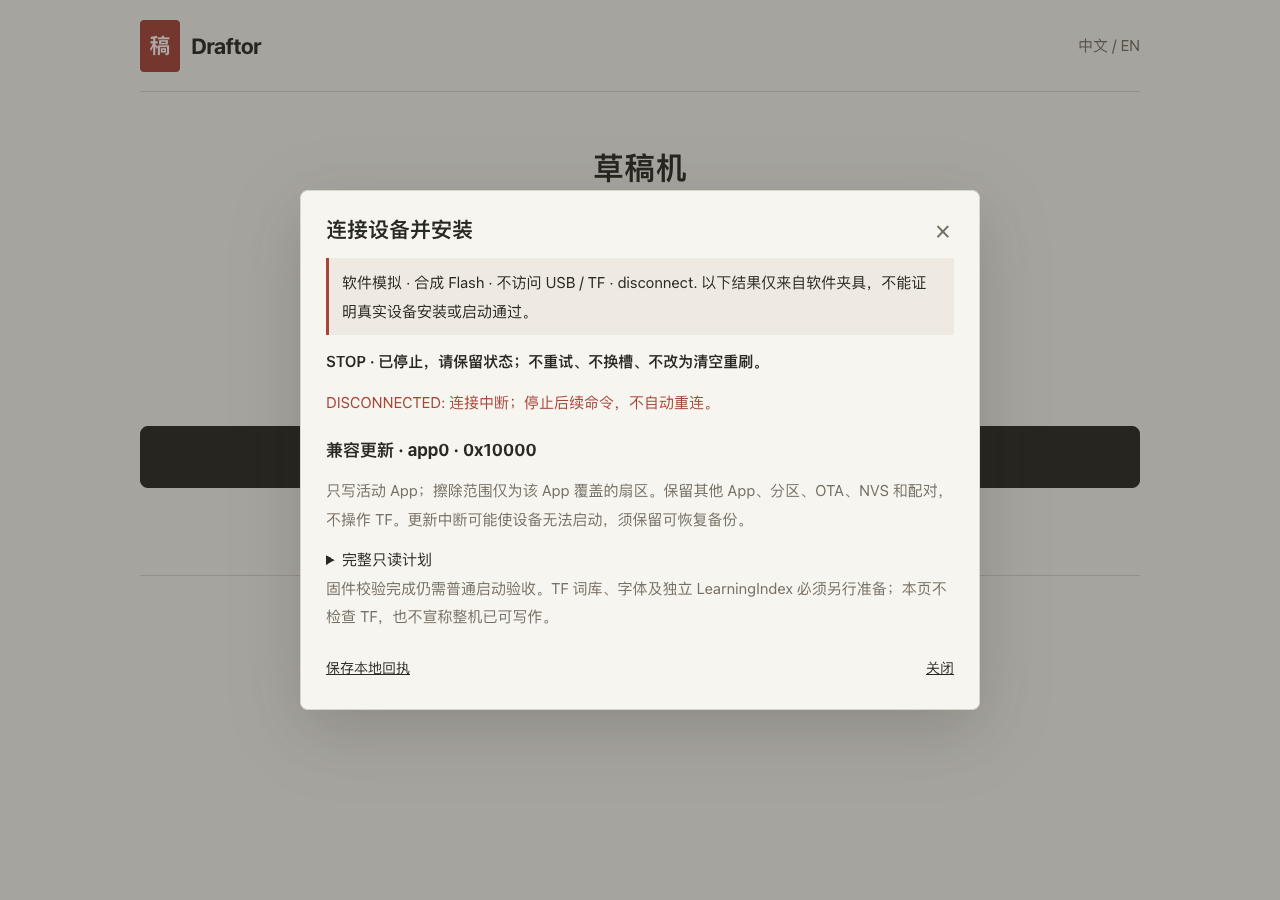 稿 Draftor 中文 / EN
草稿机
连接设备并安装 ✕
软件模拟 · 合成 Flash · 不访问 USB / TF · disconnect. 以下结果仅来自软件夹具，不能证
明真实设备安装或启动通过。
STOP · 已停止，请保留状态；不重试、不换槽、不改为清空重刷。
DISCONNECTED: 连接中断；停止后续命令，不自动重连。
兼容更新 · app0 · 0x10000
只写活动 App；擦除范围仅为该 App 覆盖的扇区。保留其他 App、分区、OTA、NVS 和配对，
不操作 TF。更新中断可能使设备无法启动，须保留可恢复备份。
▶ 完整只读计划
固件校验完成仍需普通启动验收。TF 词库、字体及独立 LearningIndex 必须另行准备；本页不
检查 TF，也不宣称整机已可写作。
保存本地回执 关闭